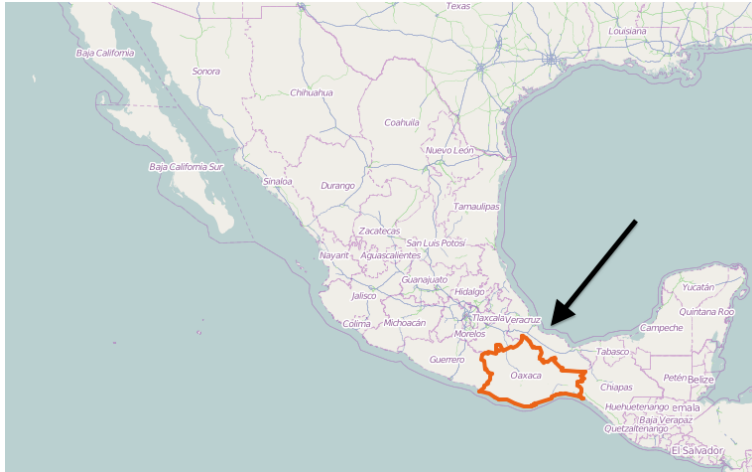 Texas
Louisiana
Baja California
Sonora
Chihuahua
Coahuila
Nuevo León
Baja California Sur
Sinaloa
Durango
Tamaulipas
Zacatecas
San Luis Potosí
Nayarit
Aguascalientes
Guanajuato
Hidalgo
Yucatán
Jalisco
Quintana Roo
Colima
Michoacán
Tlaxcala
Veracruz
Campeche
Morelos
Guerrero
Tabasco
Oaxaca
Chiapas
Petén
Belize
Huehuetenango
emala
Baja Verapaz
Quetzaltenango
El Salvador